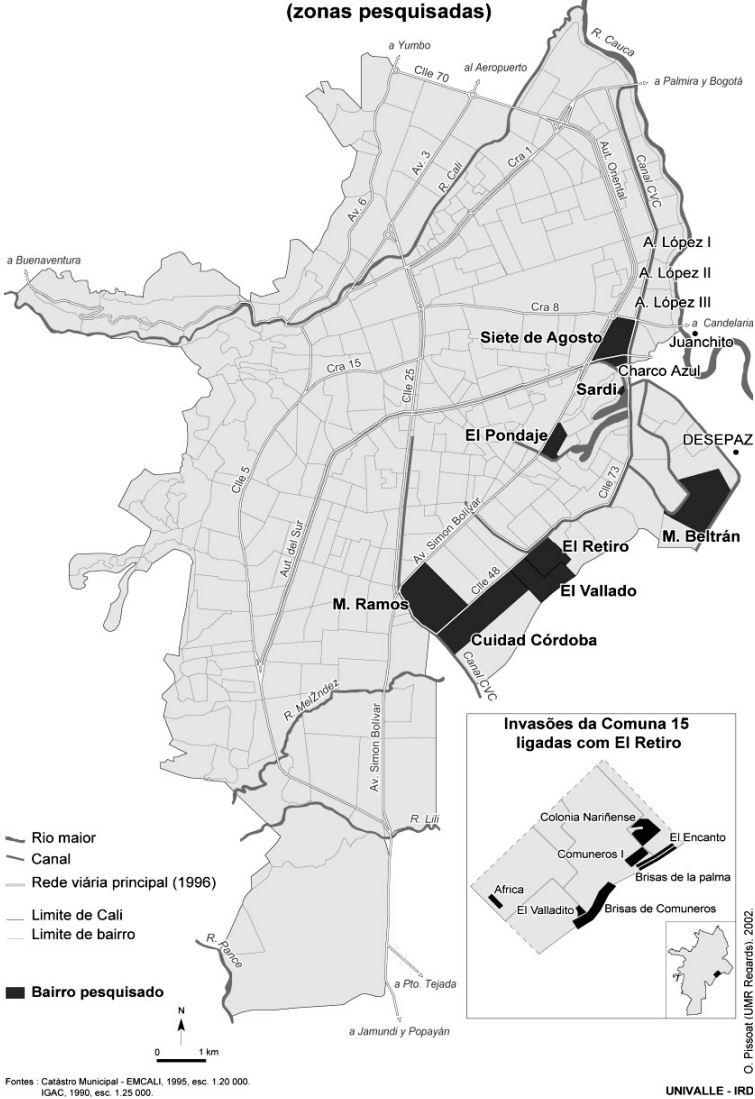 (zonas pesquisadas)
R. Cauca
a Yumbo
al Aeropuerto
Clle 70
a Palmira y Bogotá
Av. 3
R. Cali
Cra 1
Aut. Oriental
Canal CVC
Av. 6
A. López I
a Buenaventura
A. López II
A. López III
Cra 8
a Candelaria
Siete de Agosto
Juanchito
Cra 15
Clle 25
Charco Azul
Sardi
El Pondaje
DESEPAZ
Clle 5
Clle 73
Aut. del Sur
Av. Simon Bolívar
M. Beltrán
El Retiro
Clle 48
El Vallado
M. Ramos
Cuidad Córdoba
Canal CVC
R. MelŽndez
Av. Simon Bolívar
R. Lili
R. Pance
a Pto. Tejada
a Jamundi y Popayán
Invasões da Comuna 15
ligadas com El Retiro
Colonia Nariñense
El Encanto
Comuneros I
Brisas de la palma
Africa
El Valladito
Brisas de Comuneros
Rio maior
Canal
Rede viária principal (1996)
Limite de Cali
Limite de bairro
Bairro pesquisado
N
0 1 km
Fontes : Catástro Municipal - EMCALI, 1995, esc. 1.20 000.
IGAC, 1990, esc. 1.25 000.
O. Pissoat (UMR Regards), 2002.
UNIVALLE - IRD